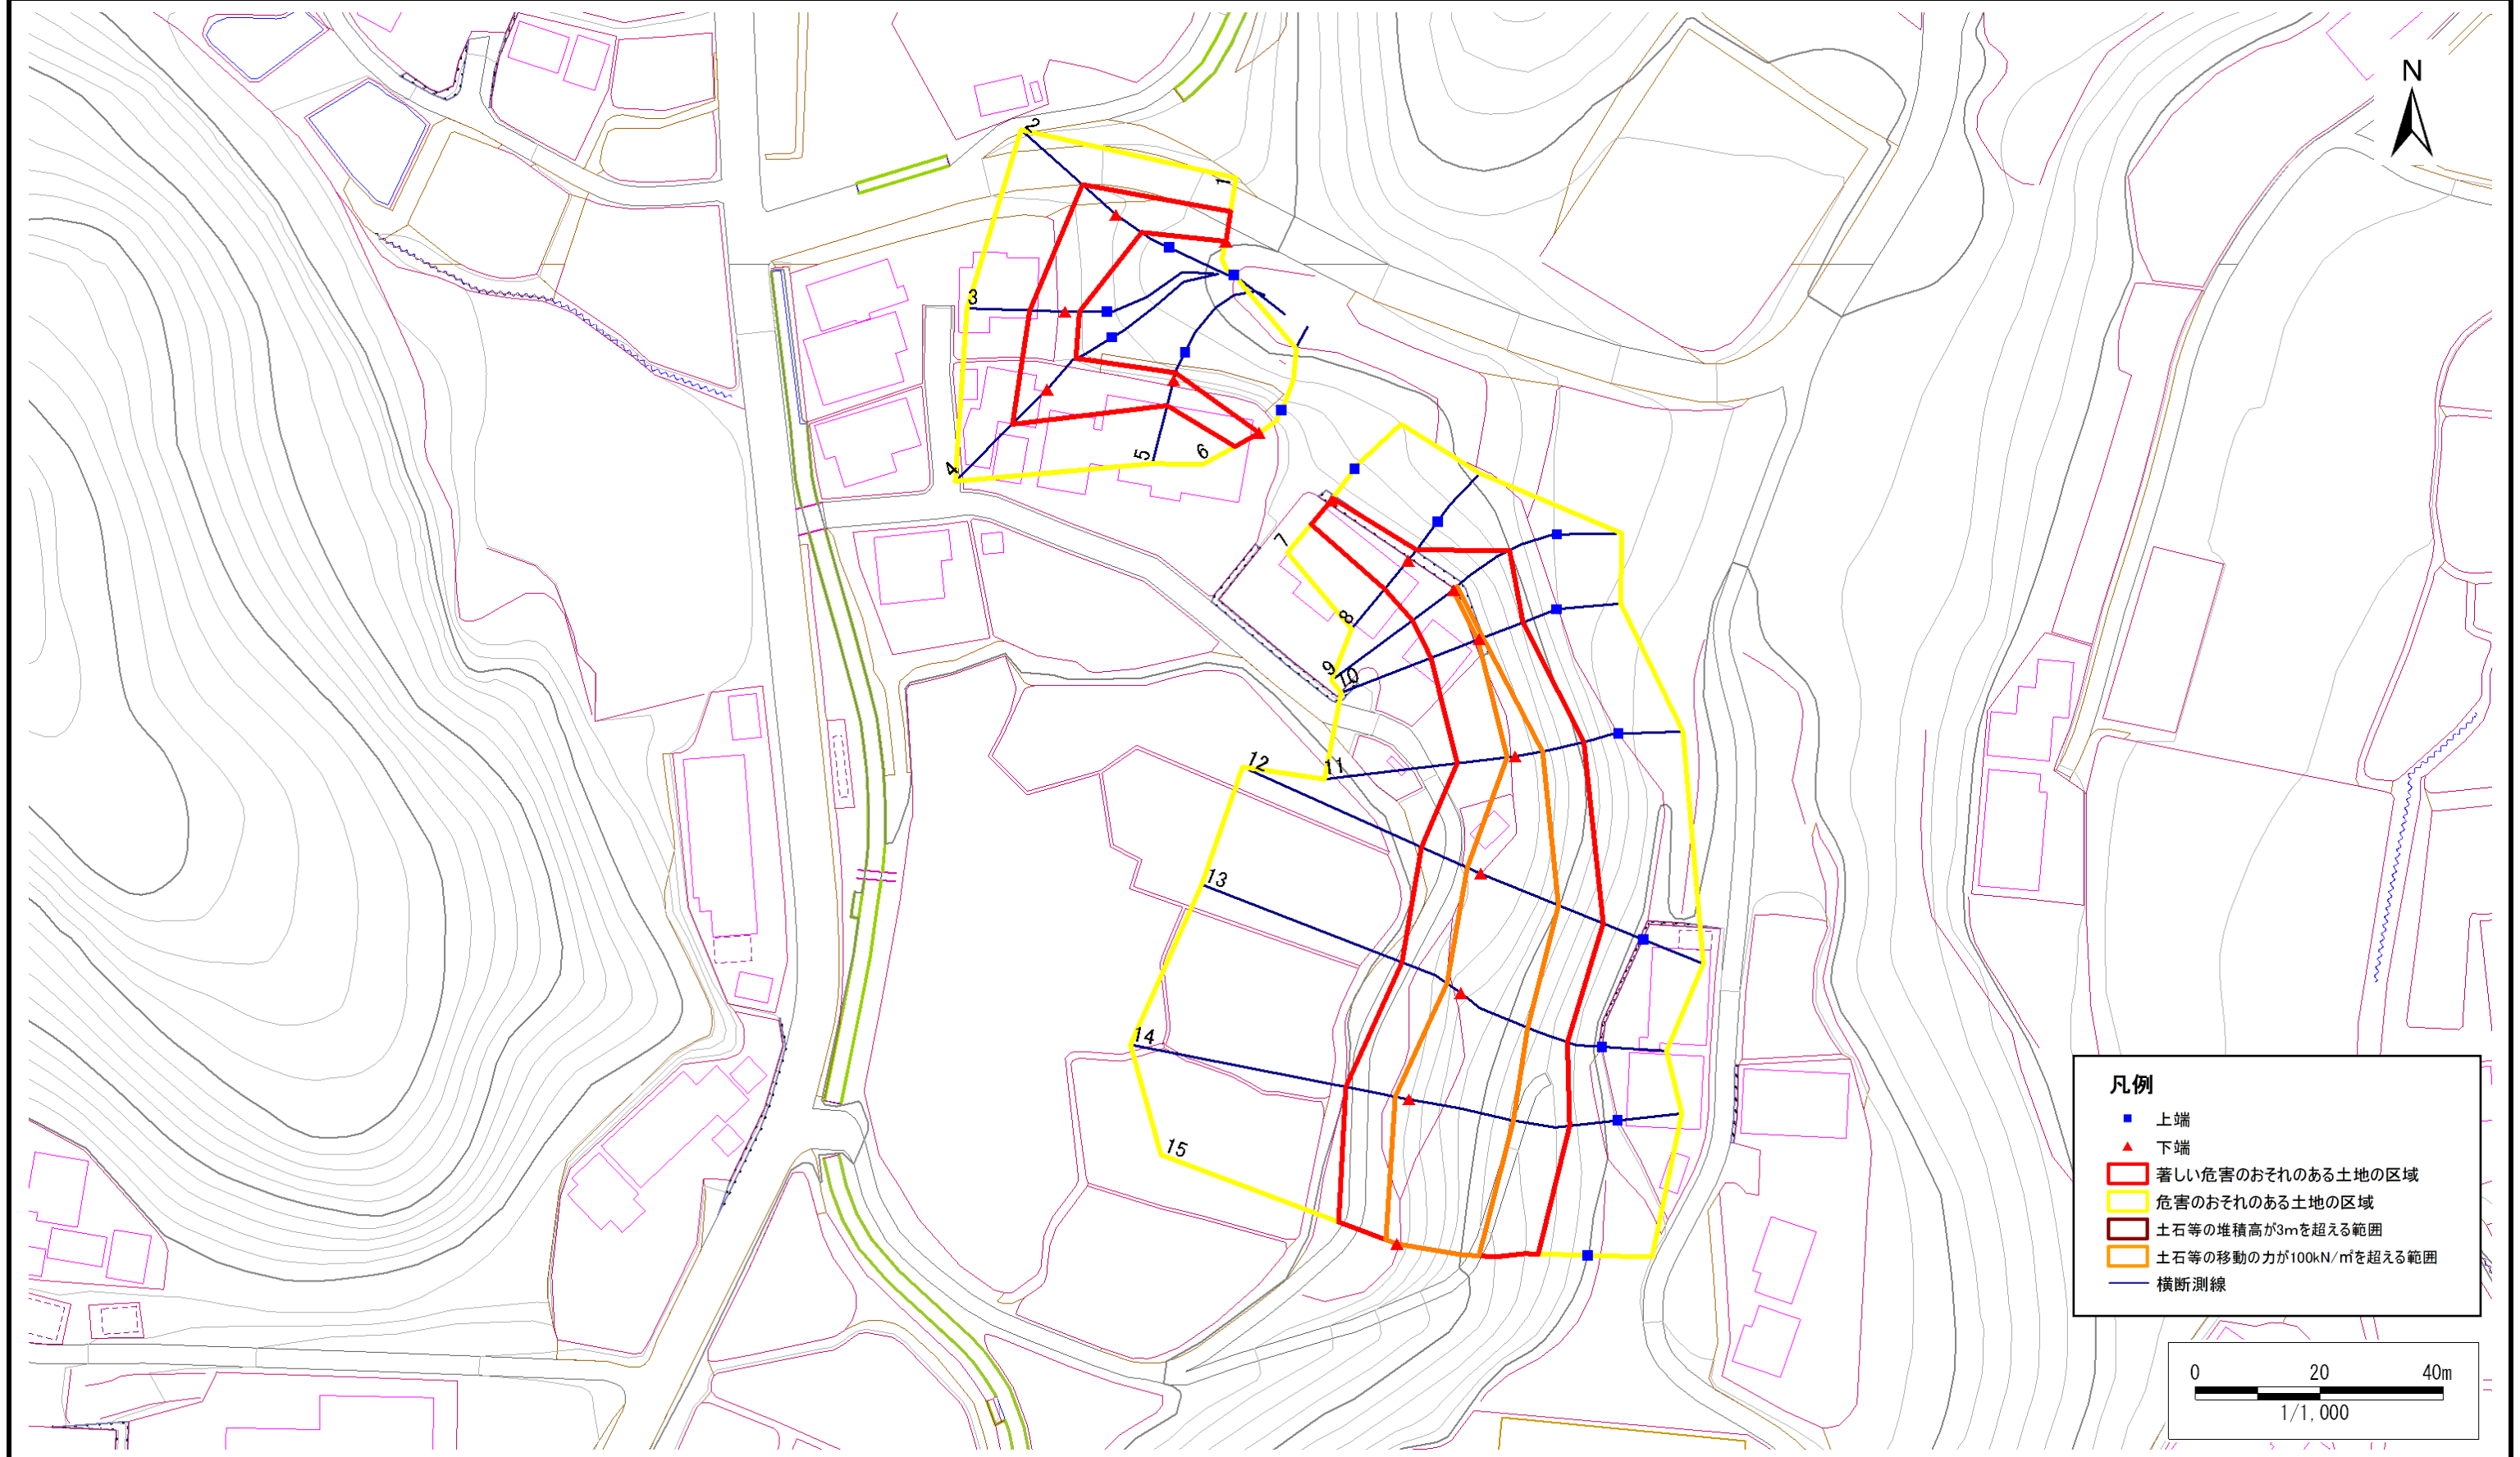 N
2
1
3
4
5
6
7
8
9
10
11
12
13
14
15
凡例
上端
下端
著しい危害のおそれのある土地の区域
危害のおそれのある土地の区域
土石等の堆積高が3mを超える範囲
土石等の移動の力が100kN/㎡を超える範囲
横断測線
0 20 40m
1/1,000